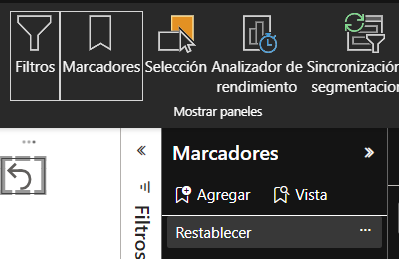 Filtros
Marcadores
Selección
Analizador de
rendimiento
Sincronización
segmentacion
Mostrar paneles
Marcadores
Agregar
Vista
Restablecer
Filtros